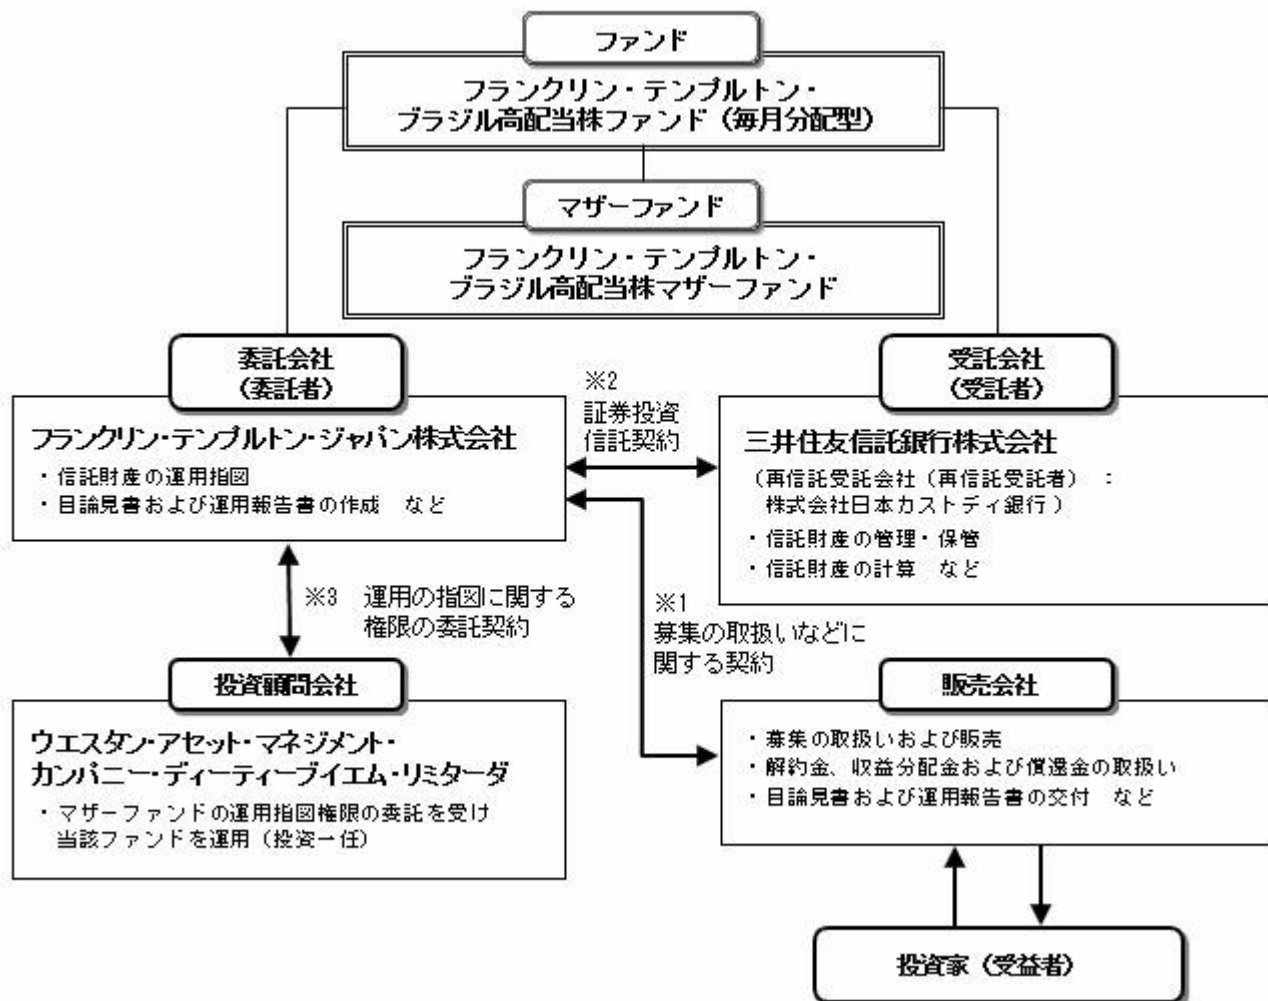 ファンド
フランクリン・テンプルトン・
ブラジル高配当株ファンド（毎月分配型）
マザーファンド
フランクリン・テンプルトン・
ブラジル高配当株マザーファンド
委託会社
（委託者）
フランクリン・テンプルトン・ジャパン株式会社
・信託財産の運用指図
・目論見書および運用報告書の作成　など
※2
証券投資
信託契約
受託会社
（受託者）
三井住友信託銀行株式会社
（再信託受託会社（再信託受託者）：
株式会社日本カストディ銀行）
・信託財産の管理・保管
・信託財産の計算　など
※3　運用の指図に関する
権限の委託契約
※1
募集の取扱いなどに
関する契約
投資顧問会社
ウエスタン・アセット・マネジメント・
カンパニー・ディーティーブイエム・リミターダ
・マザーファンドの運用指図権限の委託を受け
当該ファンドを運用（投資一任）
販売会社
・募集の取扱いおよび販売
・解約金、収益分配金および償還金の取扱い
・目論見書および運用報告書の交付　など
投資家（受益者）